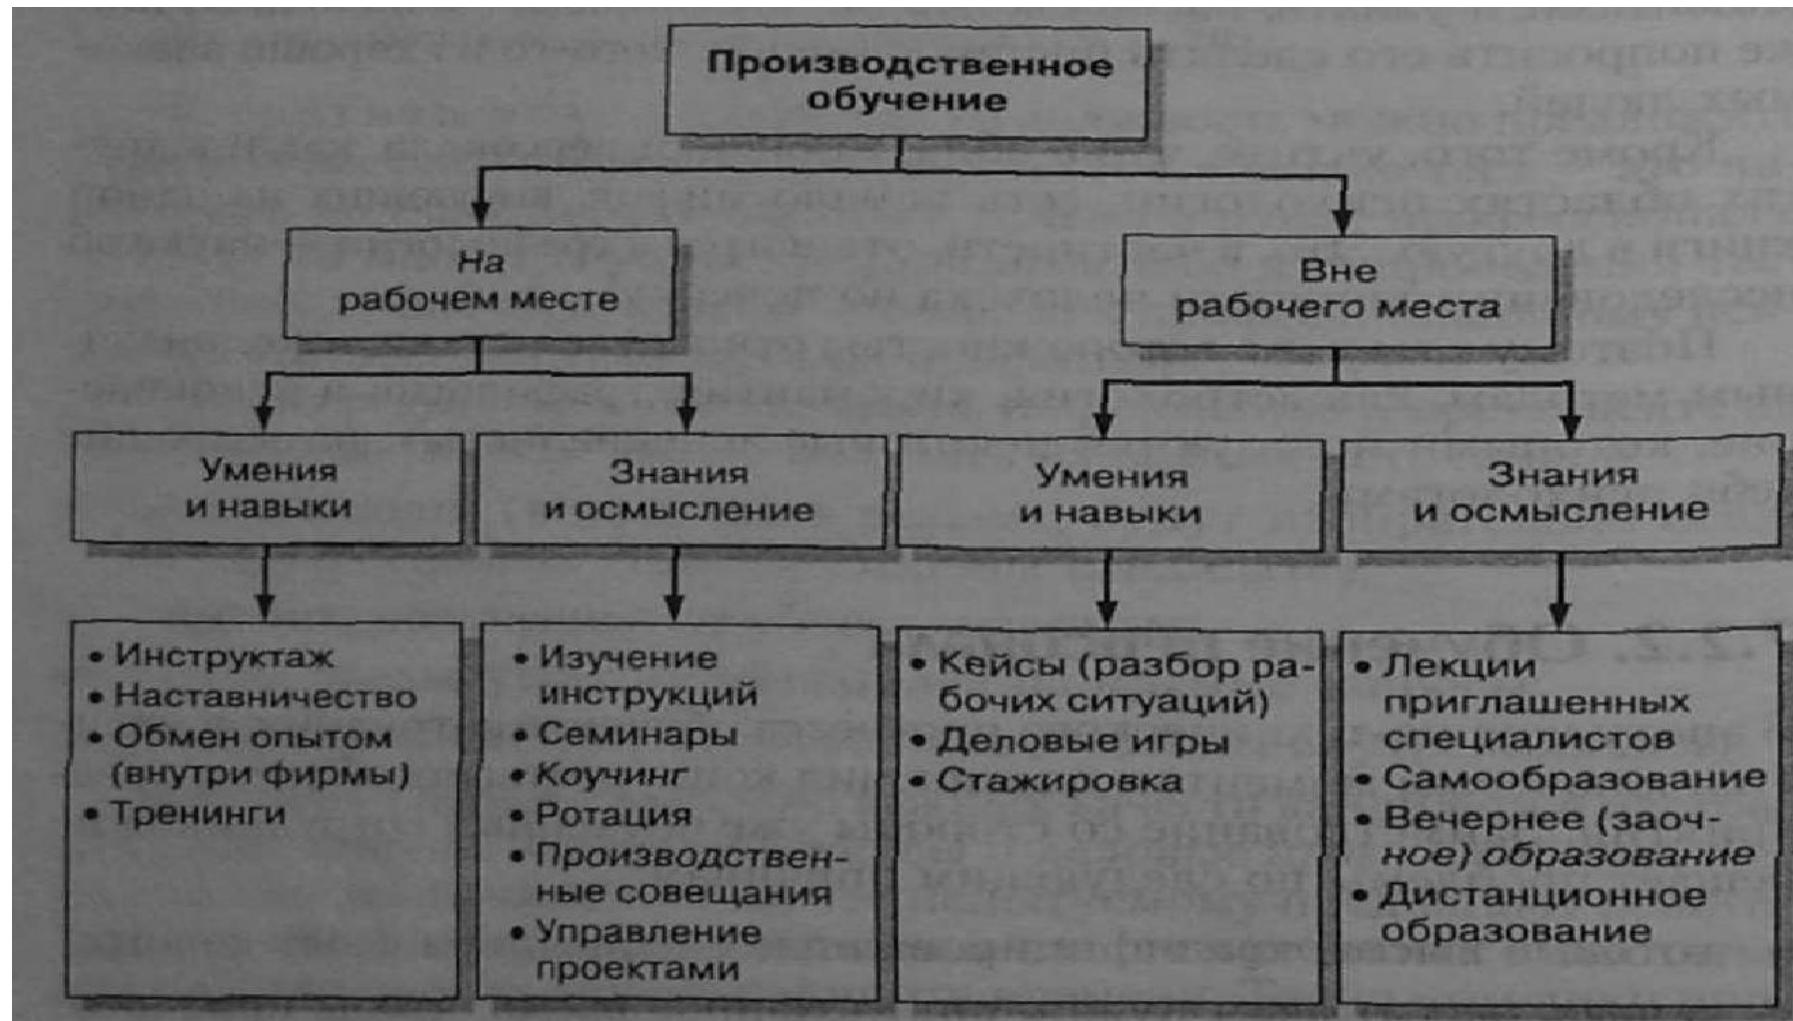 Производственное
обучение
На
рабочем месте
Вне
рабочего места
Умения
и навыки
Знания
и осмысление
Умения
и навыки
Знания
и осмысление
• Инструктаж
• Наставничество
• Обмен опытом
(внутри фирмы)
• Тренинги
• Изучение
инструкций
• Семинары
• Коучинг
• Ротация
• Производствен-
ные совещания
• Управление
проектами
• Кейсы (разбор ра-
бочих ситуаций)
• Деловые игры
• Стажировка
• Лекции
приглашенных
специалистов
• Самообразование
• Вечернее (заоч-
ное) образование
• Дистанционное
образование